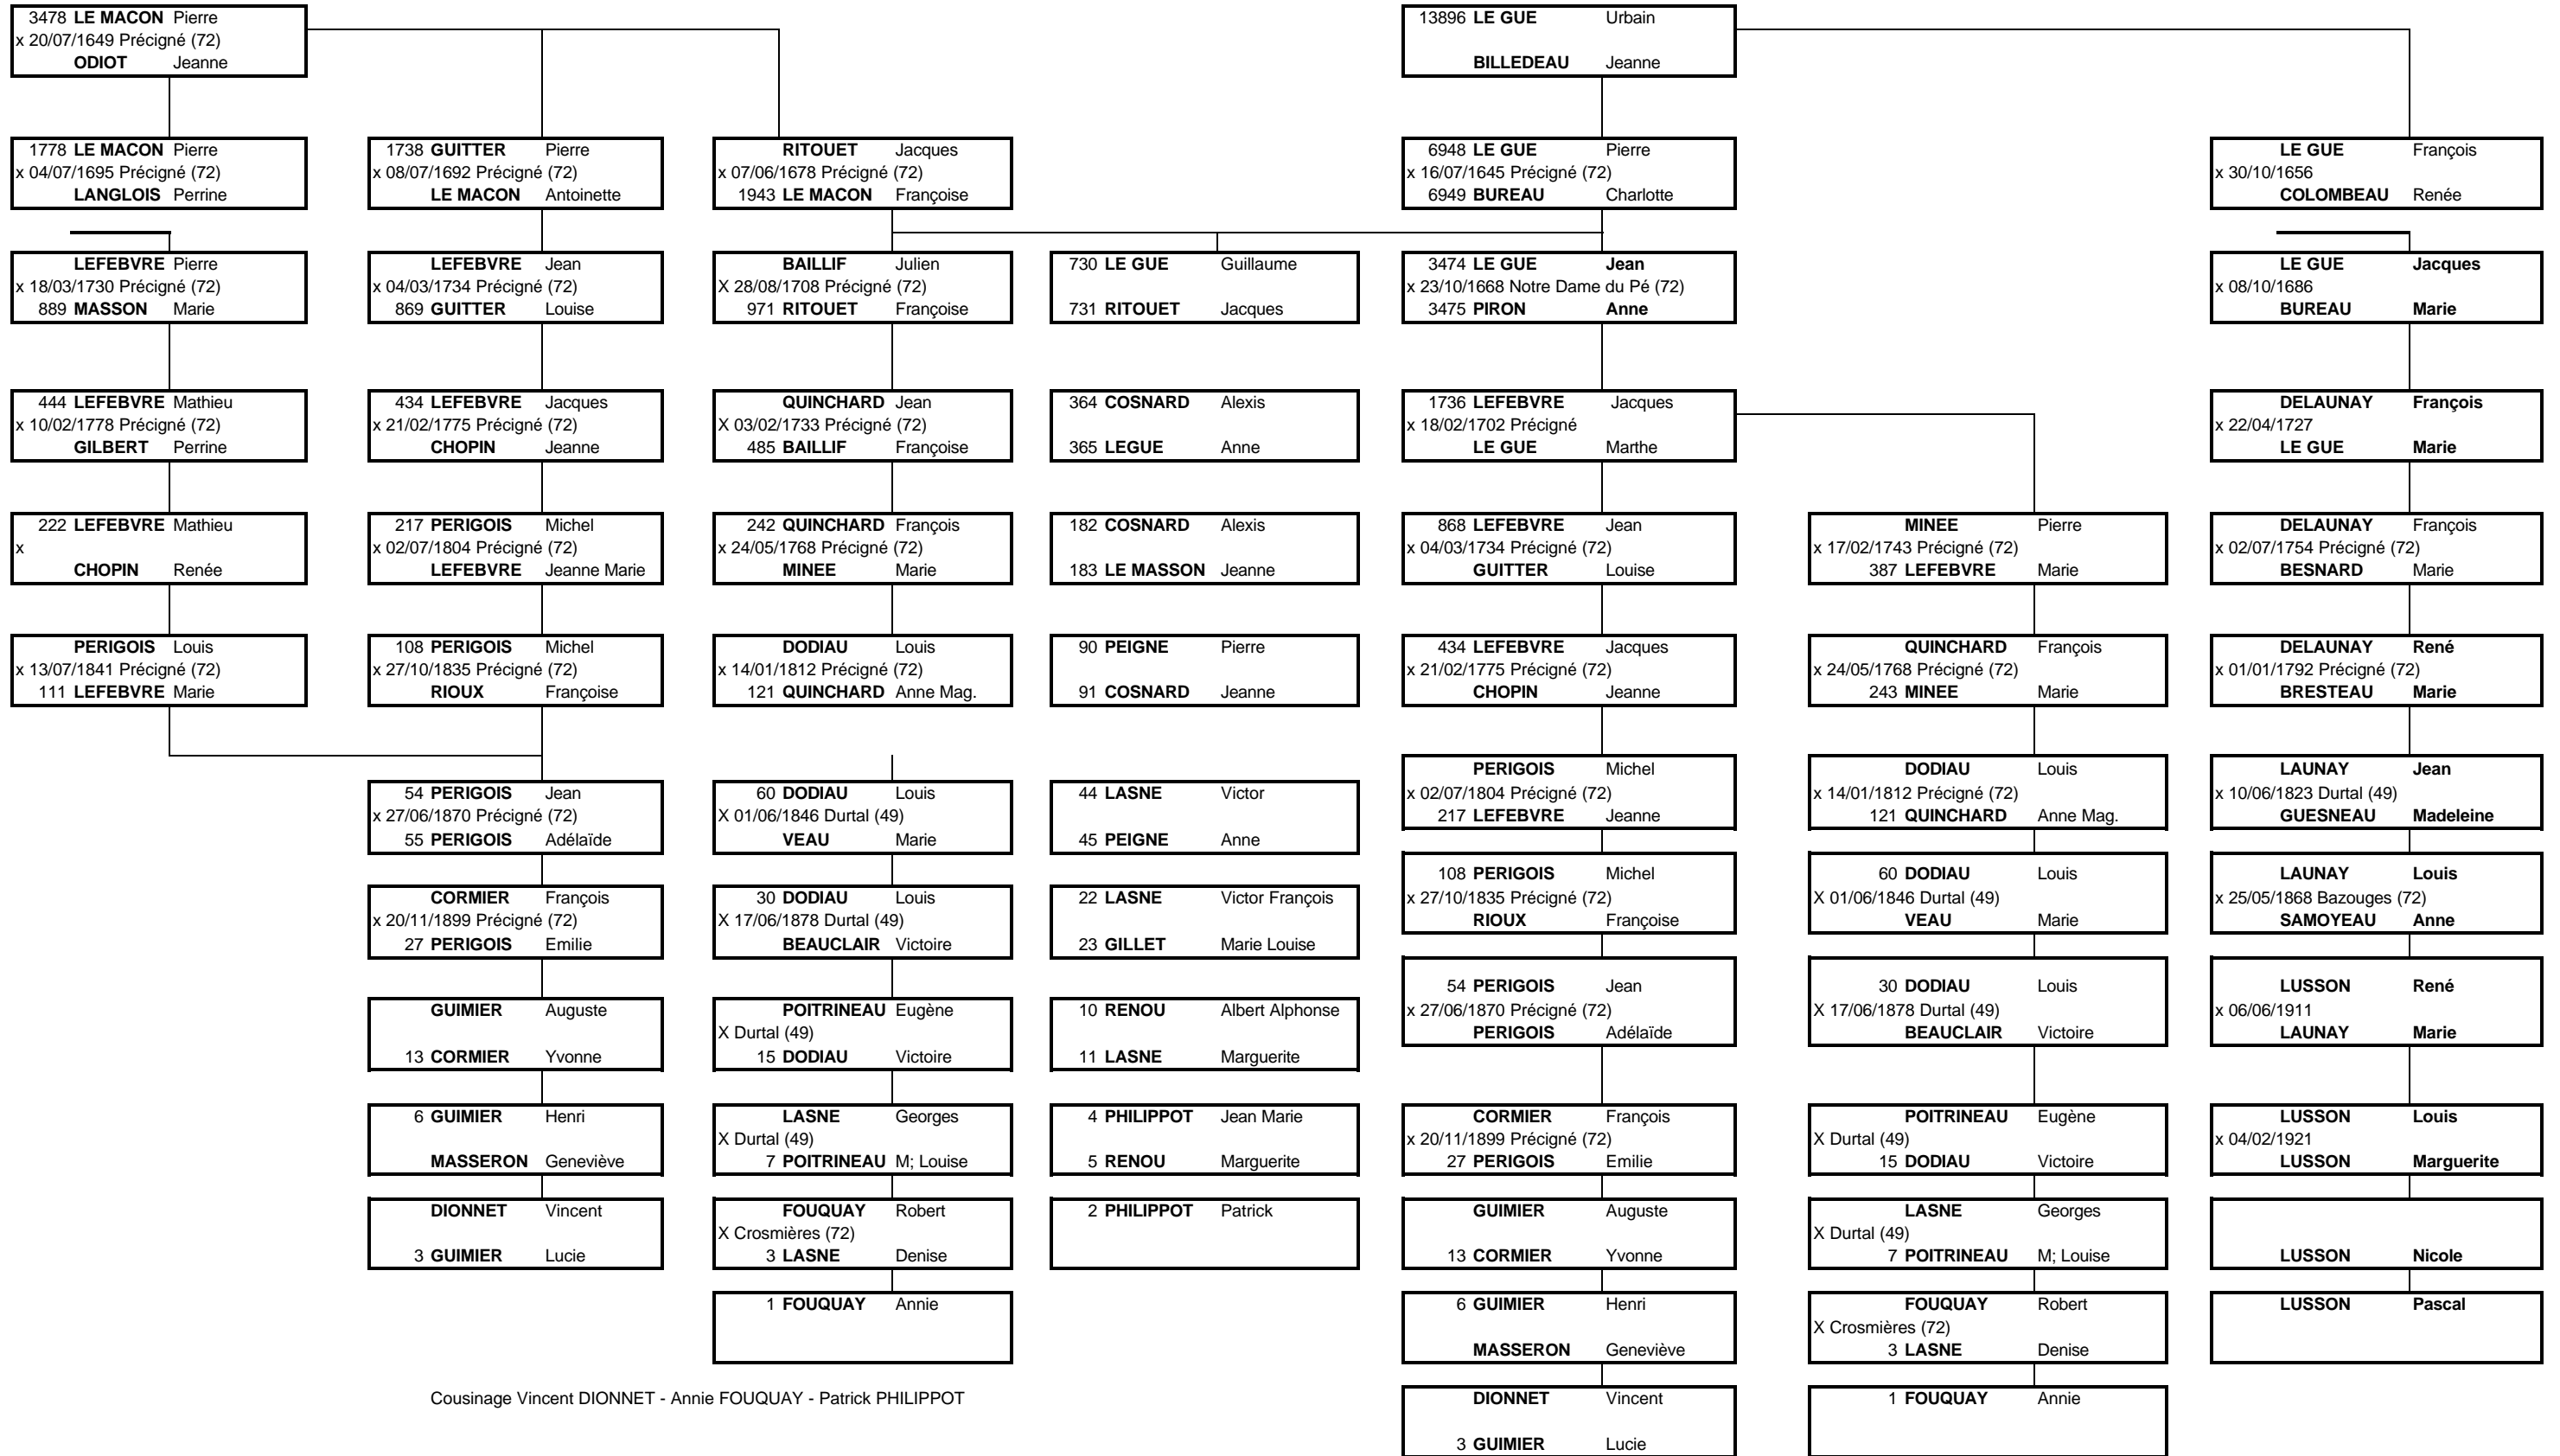 3478 LE MACON Pierre
x 20/07/1649 Précigné (72)
ODIOT Jeanne
13896 LE GUE Urbain
BILLEDEAU Jeanne
1778 LE MACON Pierre
x 04/07/1695 Précigné (72)
LANGLOIS Perrine
1738 GUITTER Pierre
x 08/07/1692 Précigné (72)
LE MACON Antoinette
RITOUET Jacques
x 07/06/1678 Précigné (72)
1943 LE MACON Françoise
6948 LE GUE Pierre
x 16/07/1645 Précigné (72)
6949 BUREAU Charlotte
LE GUE François
x 30/10/1656
COLOMBEAU Renée
LEFEBVRE Pierre
x 18/03/1730 Précigné (72)
889 MASSON Marie
LEFEBVRE Jean
x 04/03/1734 Précigné (72)
869 GUITTER Louise
BAILLIF Julien
X 28/08/1708 Précigné (72)
971 RITOUET Françoise
730 LE GUE Guillaume
731 RITOUET Jacques
3474 LE GUE Jean
x 23/10/1668 Notre Dame du Pé (72)
3475 PIRON Anne
LE GUE Jacques
x 08/10/1686
BUREAU Marie
444 LEFEBVRE Mathieu
x 10/02/1778 Précigné (72)
GILBERT Perrine
434 LEFEBVRE Jacques
x 21/02/1775 Précigné (72)
CHOPIN Jeanne
QUINCHARD Jean
X 03/02/1733 Précigné (72)
485 BAILLIF Françoise
364 COSNARD Alexis
365 LEGUE Anne
1736 LEFEBVRE Jacques
x 18/02/1702 Précigné
LE GUE Marthe
DELAUNAY François
x 22/04/1727
LE GUE Marie
222 LEFEBVRE Mathieu
x
CHOPIN Renée
217 PERIGOIS Michel
x 02/07/1804 Précigné (72)
LEFEBVRE Jeanne Marie
242 QUINCHARD François
x 24/05/1768 Précigné (72)
MINEE Marie
182 COSNARD Alexis
183 LE MASSON Jeanne
868 LEFEBVRE Jean
x 04/03/1734 Précigné (72)
GUITTER Louise
MINEE Pierre
x 17/02/1743 Précigné (72)
387 LEFEBVRE Marie
DELAUNAY François
x 02/07/1754 Précigné (72)
BESNARD Marie
PERIGOIS Louis
x 13/07/1841 Précigné (72)
111 LEFEBVRE Marie
108 PERIGOIS Michel
x 27/10/1835 Précigné (72)
RIOUX Françoise
DODIAU Louis
x 14/01/1812 Précigné (72)
121 QUINCHARD Anne Mag.
90 PEIGNE Pierre
91 COSNARD Jeanne
434 LEFEBVRE Jacques
x 21/02/1775 Précigné (72)
CHOPIN Jeanne
QUINCHARD François
x 24/05/1768 Précigné (72)
243 MINEE Marie
DELAUNAY René
x 01/01/1792 Précigné (72)
BRESTEAU Marie
54 PERIGOIS Jean
x 27/06/1870 Précigné (72)
55 PERIGOIS Adélaïde
60 DODIAU Louis
X 01/06/1846 Durtal (49)
VEAU Marie
44 LASNE Victor
45 PEIGNE Anne
PERIGOIS Michel
x 02/07/1804 Précigné (72)
217 LEFEBVRE Jeanne
DODIAU Louis
x 14/01/1812 Précigné (72)
121 QUINCHARD Anne Mag.
LAUNAY Jean
x 10/06/1823 Durtal (49)
GUESNEAU Madeleine
CORMIER François
x 20/11/1899 Précigné (72)
27 PERIGOIS Emilie
30 DODIAU Louis
X 17/06/1878 Durtal (49)
BEAUCLAIR Victoire
22 LASNE Victor François
23 GILLET Marie Louise
108 PERIGOIS Michel
x 27/10/1835 Précigné (72)
RIOUX Françoise
60 DODIAU Louis
X 01/06/1846 Durtal (49)
VEAU Marie
LAUNAY Louis
x 25/05/1868 Bazouges (72)
SAMOYEAU Anne
GUIMIER Auguste
13 CORMIER Yvonne
POITRINEAU Eugène
X Durtal (49)
15 DODIAU Victoire
10 RENOU Albert Alphonse
11 LASNE Marguerite
54 PERIGOIS Jean
x 27/06/1870 Précigné (72)
PERIGOIS Adélaïde
30 DODIAU Louis
X 17/06/1878 Durtal (49)
BEAUCLAIR Victoire
LUSSON René
x 06/06/1911
LAUNAY Marie
6 GUIMIER Henri
MASSERON Geneviève
LASNE Georges
X Durtal (49)
7 POITRINEAU M; Louise
4 PHILIPPOT Jean Marie
5 RENOU Marguerite
CORMIER François
x 20/11/1899 Précigné (72)
27 PERIGOIS Emilie
POITRINEAU Eugène
X Durtal (49)
15 DODIAU Victoire
LUSSON Louis
x 04/02/1921
LUSSON Marguerite
DIONNET Vincent
3 GUIMIER Lucie
FOUQUAY Robert
X Crosmières (72)
3 LASNE Denise
2 PHILIPPOT Patrick
GUIMIER Auguste
13 CORMIER Yvonne
LASNE Georges
X Durtal (49)
7 POITRINEAU M; Louise
LUSSON Nicole
1 FOUQUAY Annie
6 GUIMIER Henri
MASSERON Geneviève
FOUQUAY Robert
X Crosmières (72)
3 LASNE Denise
LUSSON Pascal
Cousinage Vincent DIONNET - Annie FOUQUAY - Patrick PHILIPPOT
DIONNET Vincent
3 GUIMIER Lucie
1 FOUQUAY Annie